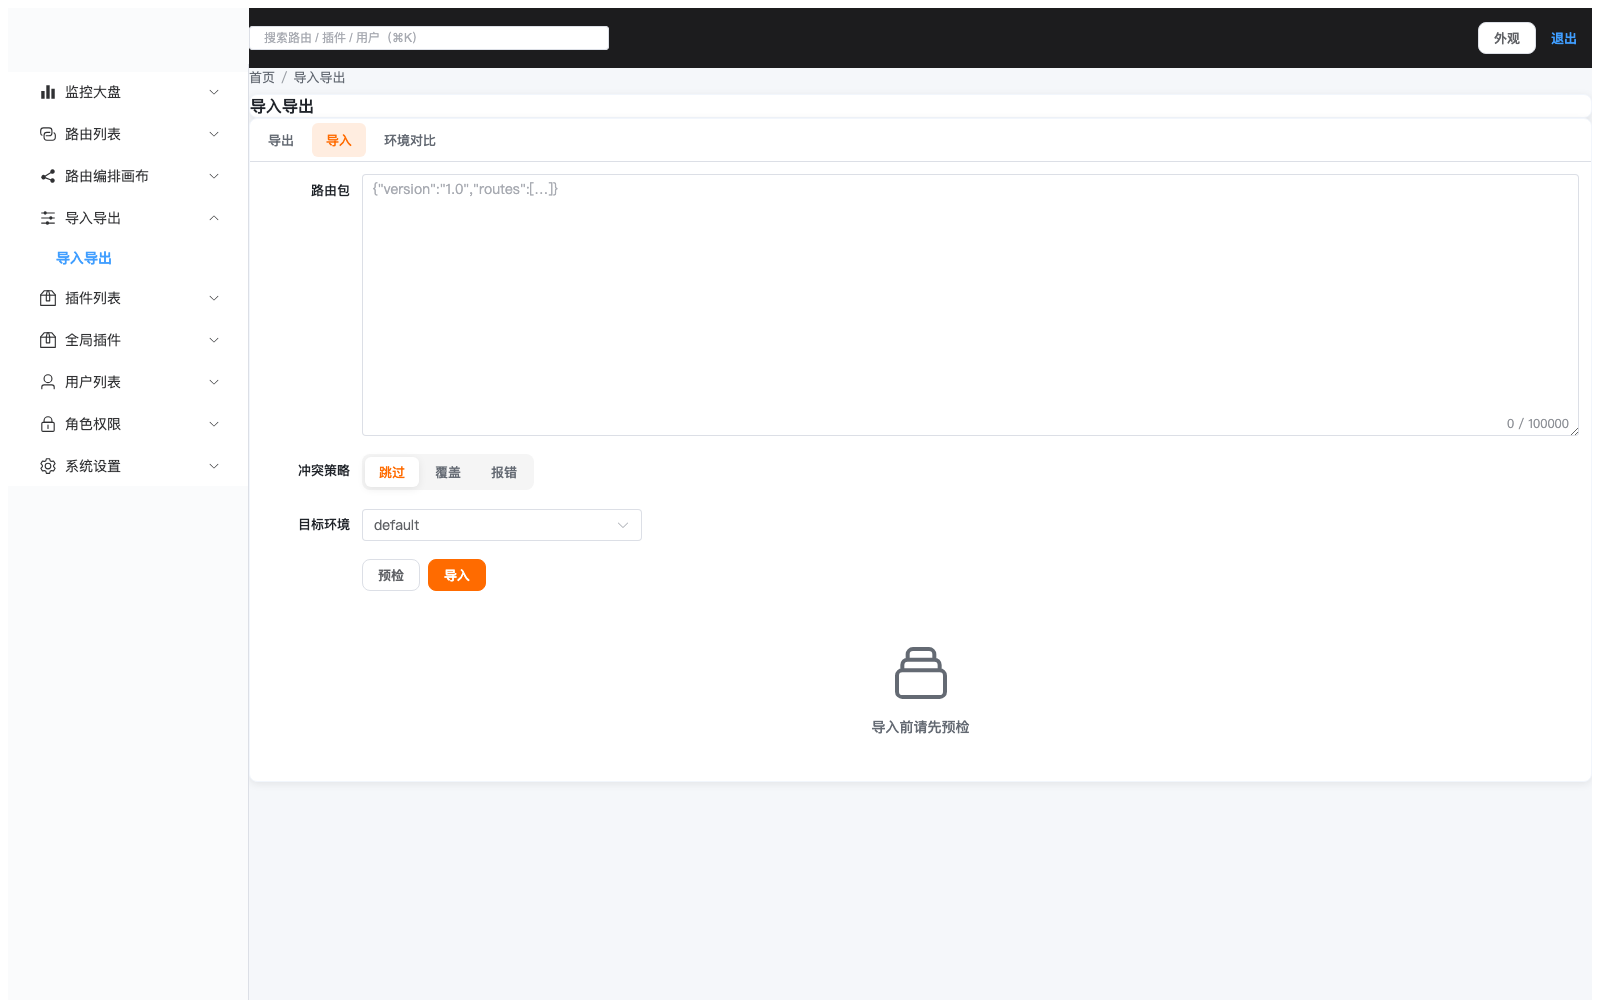 搜索路由 / 插件 / 用户（⌘K）
外观
退出
监控大盘
路由列表
路由编排画布
导入导出
导入导出
插件列表
全局插件
用户列表
角色权限
系统设置
首页 / 导入导出
导入导出
导出
导入
环境对比
路由包
{"version":"1.0","routes":[...]}
0 / 100000
冲突策略
跳过
覆盖
报错
目标环境
default
预检
导入
导入前请先预检